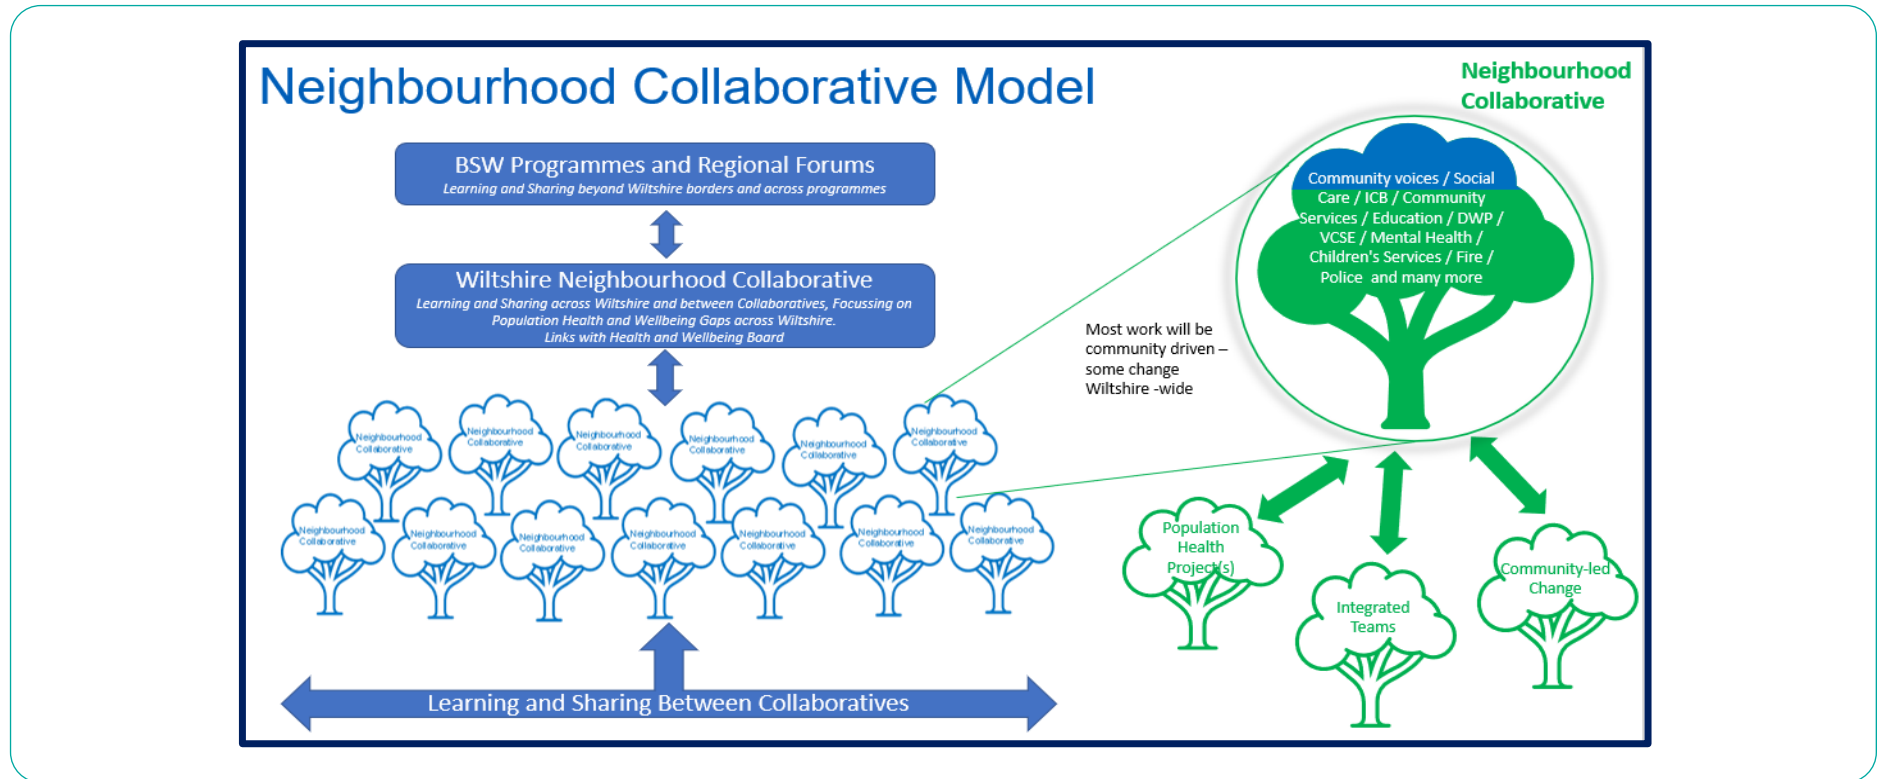 Neighbourhood Collaborative Model
BSW Programmes and Regional Forums
Learning and Sharing beyond Wiltshire borders and across programmes
Wiltshire Neighbourhood Collaborative
Learning and Sharing across Wiltshire and between Collaboratives, Focussing on
Population Health and Wellbeing Gaps across Wiltshire.
Links with Health and Wellbeing Board
Neighbourhood
Collaborative
Neighbourhood
Collaborative
Neighbourhood
Collaborative
Neighbourhood
Collaborative
Neighbourhood
Collaborative
Neighbourhood
Collaborative
Neighbourhood
Collaborative
Neighbourhood
Collaborative
Neighbourhood
Collaborative
Neighbourhood
Collaborative
Neighbourhood
Collaborative
Neighbourhood
Collaborative
Neighbourhood
Collaborative
Learning and Sharing Between Collaboratives
Neighbourhood
Collaborative
Community voices / Social
Care / ICB / Community
Services / Education / DWP /
VCSE / Mental Health /
Children's Services / Fire /
Police and many more
Most work will be
community driven –
some change
Wiltshire -wide
Population
Health
Project(s)
Integrated
Teams
Community-led
Change